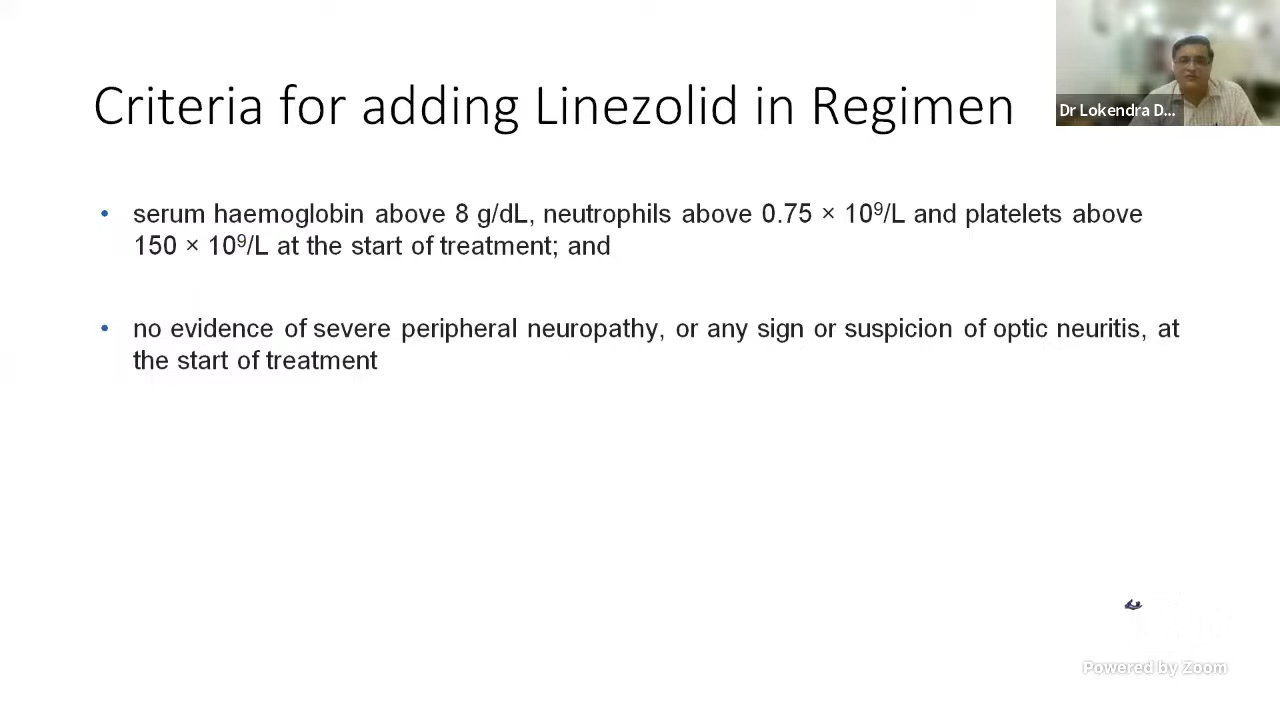 Criteria for adding Linezolid in Regimen
Dr Lokendra D...
• serum haemoglobin above 8 g/dL, neutrophils above 0.75 × 10⁹/L and platelets above
150 × 10⁹/L at the start of treatment; and
• no evidence of severe peripheral neuropathy, or any sign or suspicion of optic neuritis, at
the start of treatment
Powered by Zoom